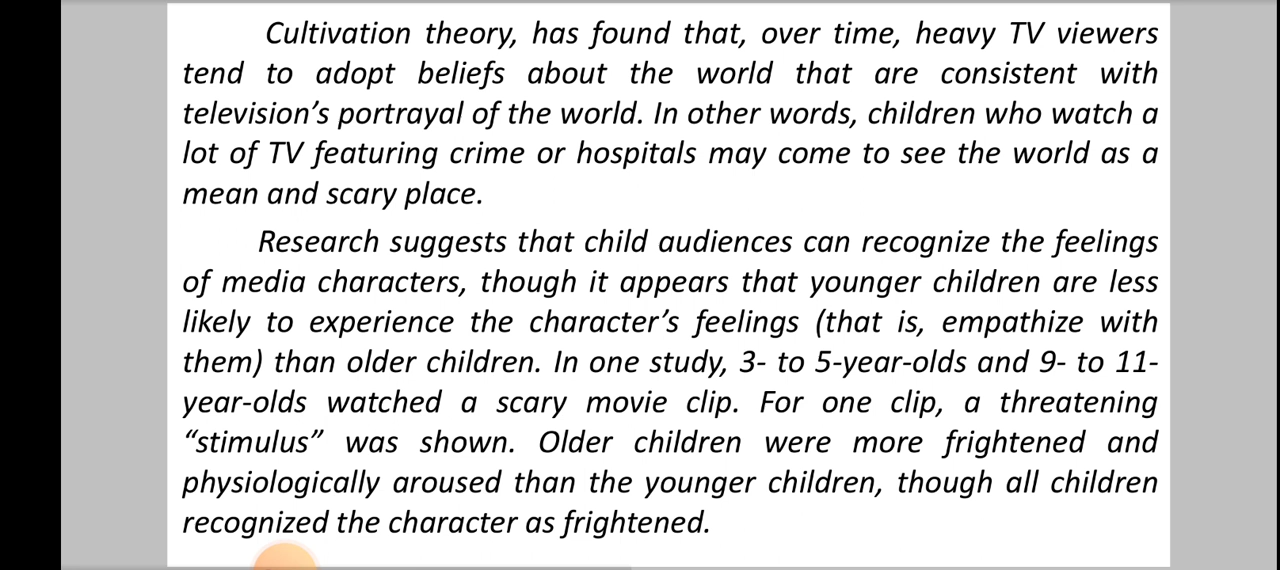 Cultivation theory, has found that, over time, heavy TV viewers
tend to adopt beliefs about the world that are consistent with
television’s portrayal of the world. In other words, children who watch a
lot of TV featuring crime or hospitals may come to see the world as a
mean and scary place.
Research suggests that child audiences can recognize the feelings
of media characters, though it appears that younger children are less
likely to experience the character’s feelings (that is, empathize with
them) than older children. In one study, 3- to 5-year-olds and 9- to 11-
year-olds watched a scary movie clip. For one clip, a threatening
“stimulus” was shown. Older children were more frightened and
physiologically aroused than the younger children, though all children
recognized the character as frightened.